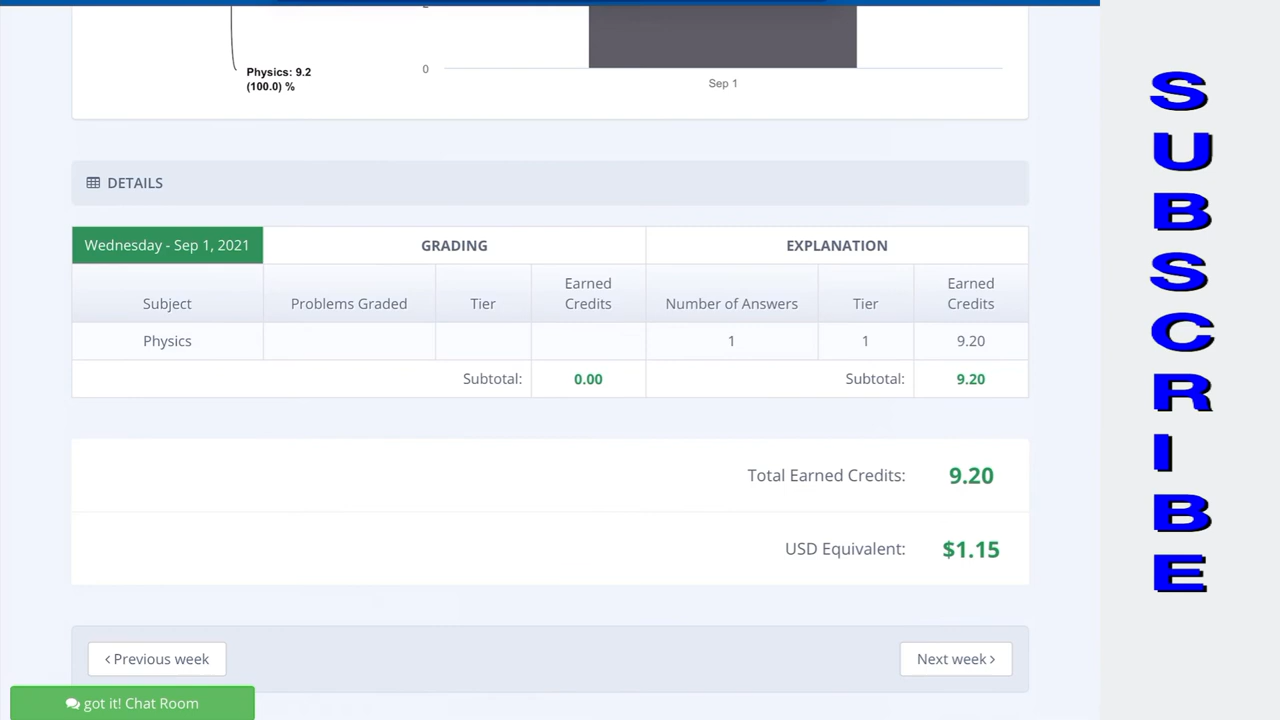 Physics: 9.2
(100.0) %
0
Sep 1
DETAILS
Wednesday - Sep 1, 2021 GRADING EXPLANATION
Subject Problems Graded Tier Earned Credits Number of Answers Tier Earned Credits
Physics 1 1 9.20
Subtotal: 0.00 Subtotal: 9.20
Total Earned Credits: 9.20
USD Equivalent: $1.15
‹ Previous week Next week ›
got it! Chat Room
SUBSCRIBE